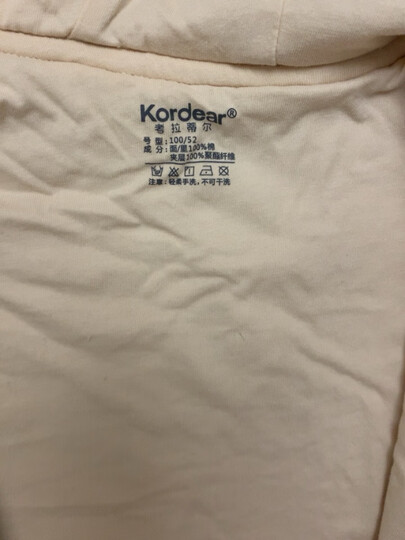 Kordear®
考拉蒂尔
号 型:100/52
成 分:面/里100%棉
夹层100%聚酯纤维
注意:轻柔手洗,不可干洗